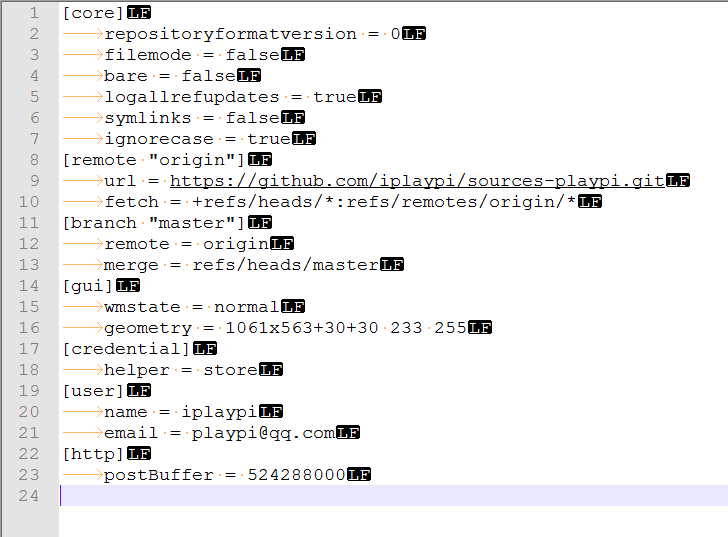 1 [core]LF
2 repositoryformatversion = 0LF
3 filemode = falseLF
4 bare = falseLF
5 logallrefupdates = trueLF
6 symlinks = falseLF
7 ignorecase = trueLF
8 [remote "origin"]LF
9 url = https://github.com/iplaypi/sources-playpi.gitLF
10 fetch = +refs/heads/*:refs/remotes/origin/*LF
11 [branch "master"]LF
12 remote = originLF
13 merge = refs/heads/masterLF
14 [gui]LF
15 wmstate = normalLF
16 geometry = 1061x563+30+30 233 255LF
17 [credential]LF
18 helper = storeLF
19 [user]LF
20 name = iplaypiLF
21 email = playpi@qq.comLF
22 [http]LF
23 postBuffer = 524288000LF
24